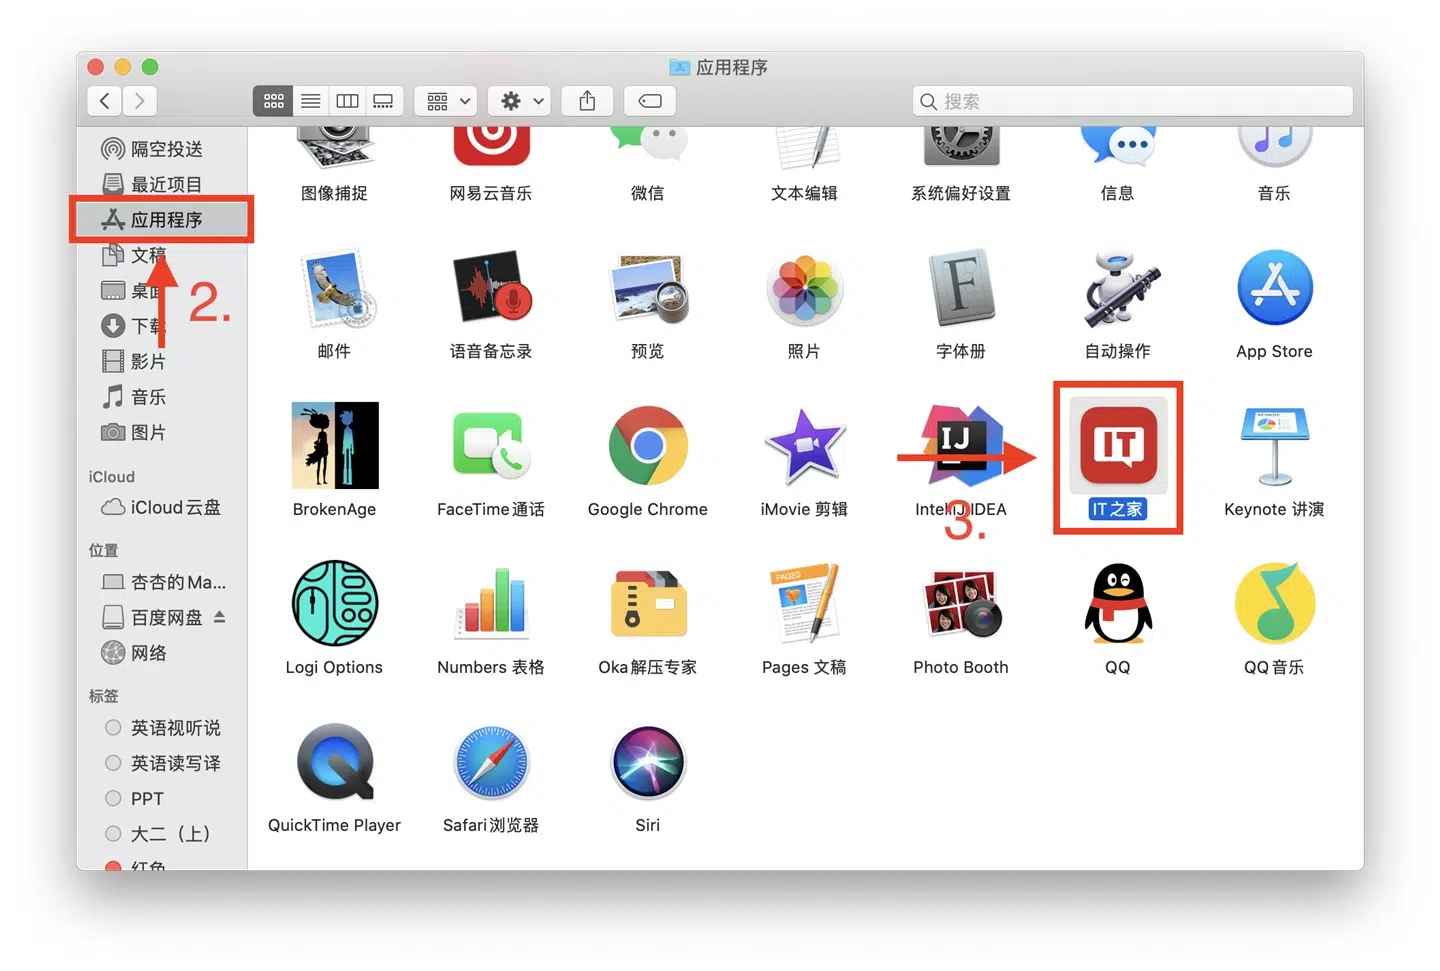 应用程序
搜索
隔空投送
最近项目
应用程序
文稿
桌面
下载
影片
音乐
图片
iCloud
iCloud云盘
位置
杏杏的Ma...
百度网盘
网络
标签
英语视听说
英语读写译
PPT
大二（上）
红色
2.
图像捕捉
网易云音乐
微信
文本编辑
系统偏好设置
信息
音乐
邮件
语音备忘录
预览
照片
F
字体册
自动操作
App Store
BrokenAge
FaceTime通话
Google Chrome
iMovie 剪辑
IJ
IntelliJ IDEA
3.
IT
IT之家
KEYNOTE
Keynote 讲演
Logi Options
Numbers 表格
Oka解压专家
PAGES
Pages 文稿
Photo Booth
QQ
QQ音乐
QuickTime Player
Safari浏览器
Siri